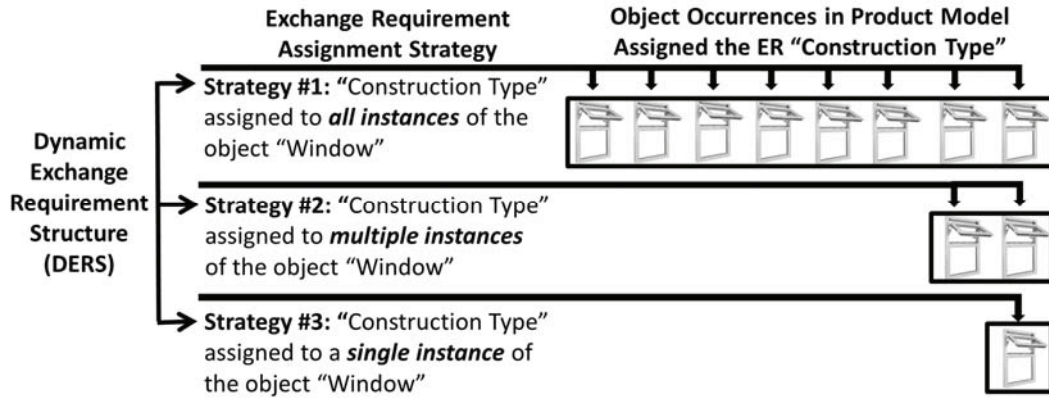 Exchange Requirement
Assignment Strategy
Object Occurrences in Product Model
Assigned the ER “Construction Type”
Dynamic
Exchange
Requirement
Structure
(DERS)
Strategy #1: “Construction Type”
assigned to all instances of the
object “Window”
Strategy #2: “Construction Type”
assigned to multiple instances
of the object “Window”
Strategy #3: “Construction Type”
assigned to a single instance of
the object “Window”